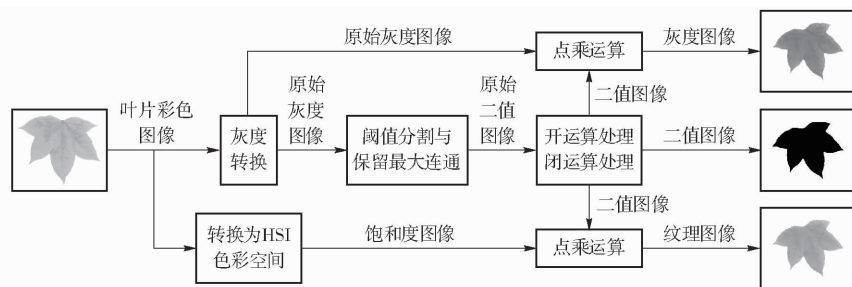 原始灰度图像
点乘运算
灰度图像
叶片彩色
图像
灰度
转换
原始
灰度
图像
阈值分割与
保留最大连通
原始
二值
图像
二值图像
开运算处理
闭运算处理
二值图像
二值图像
转换为HSI
色彩空间
饱和度图像
点乘运算
纹理图像